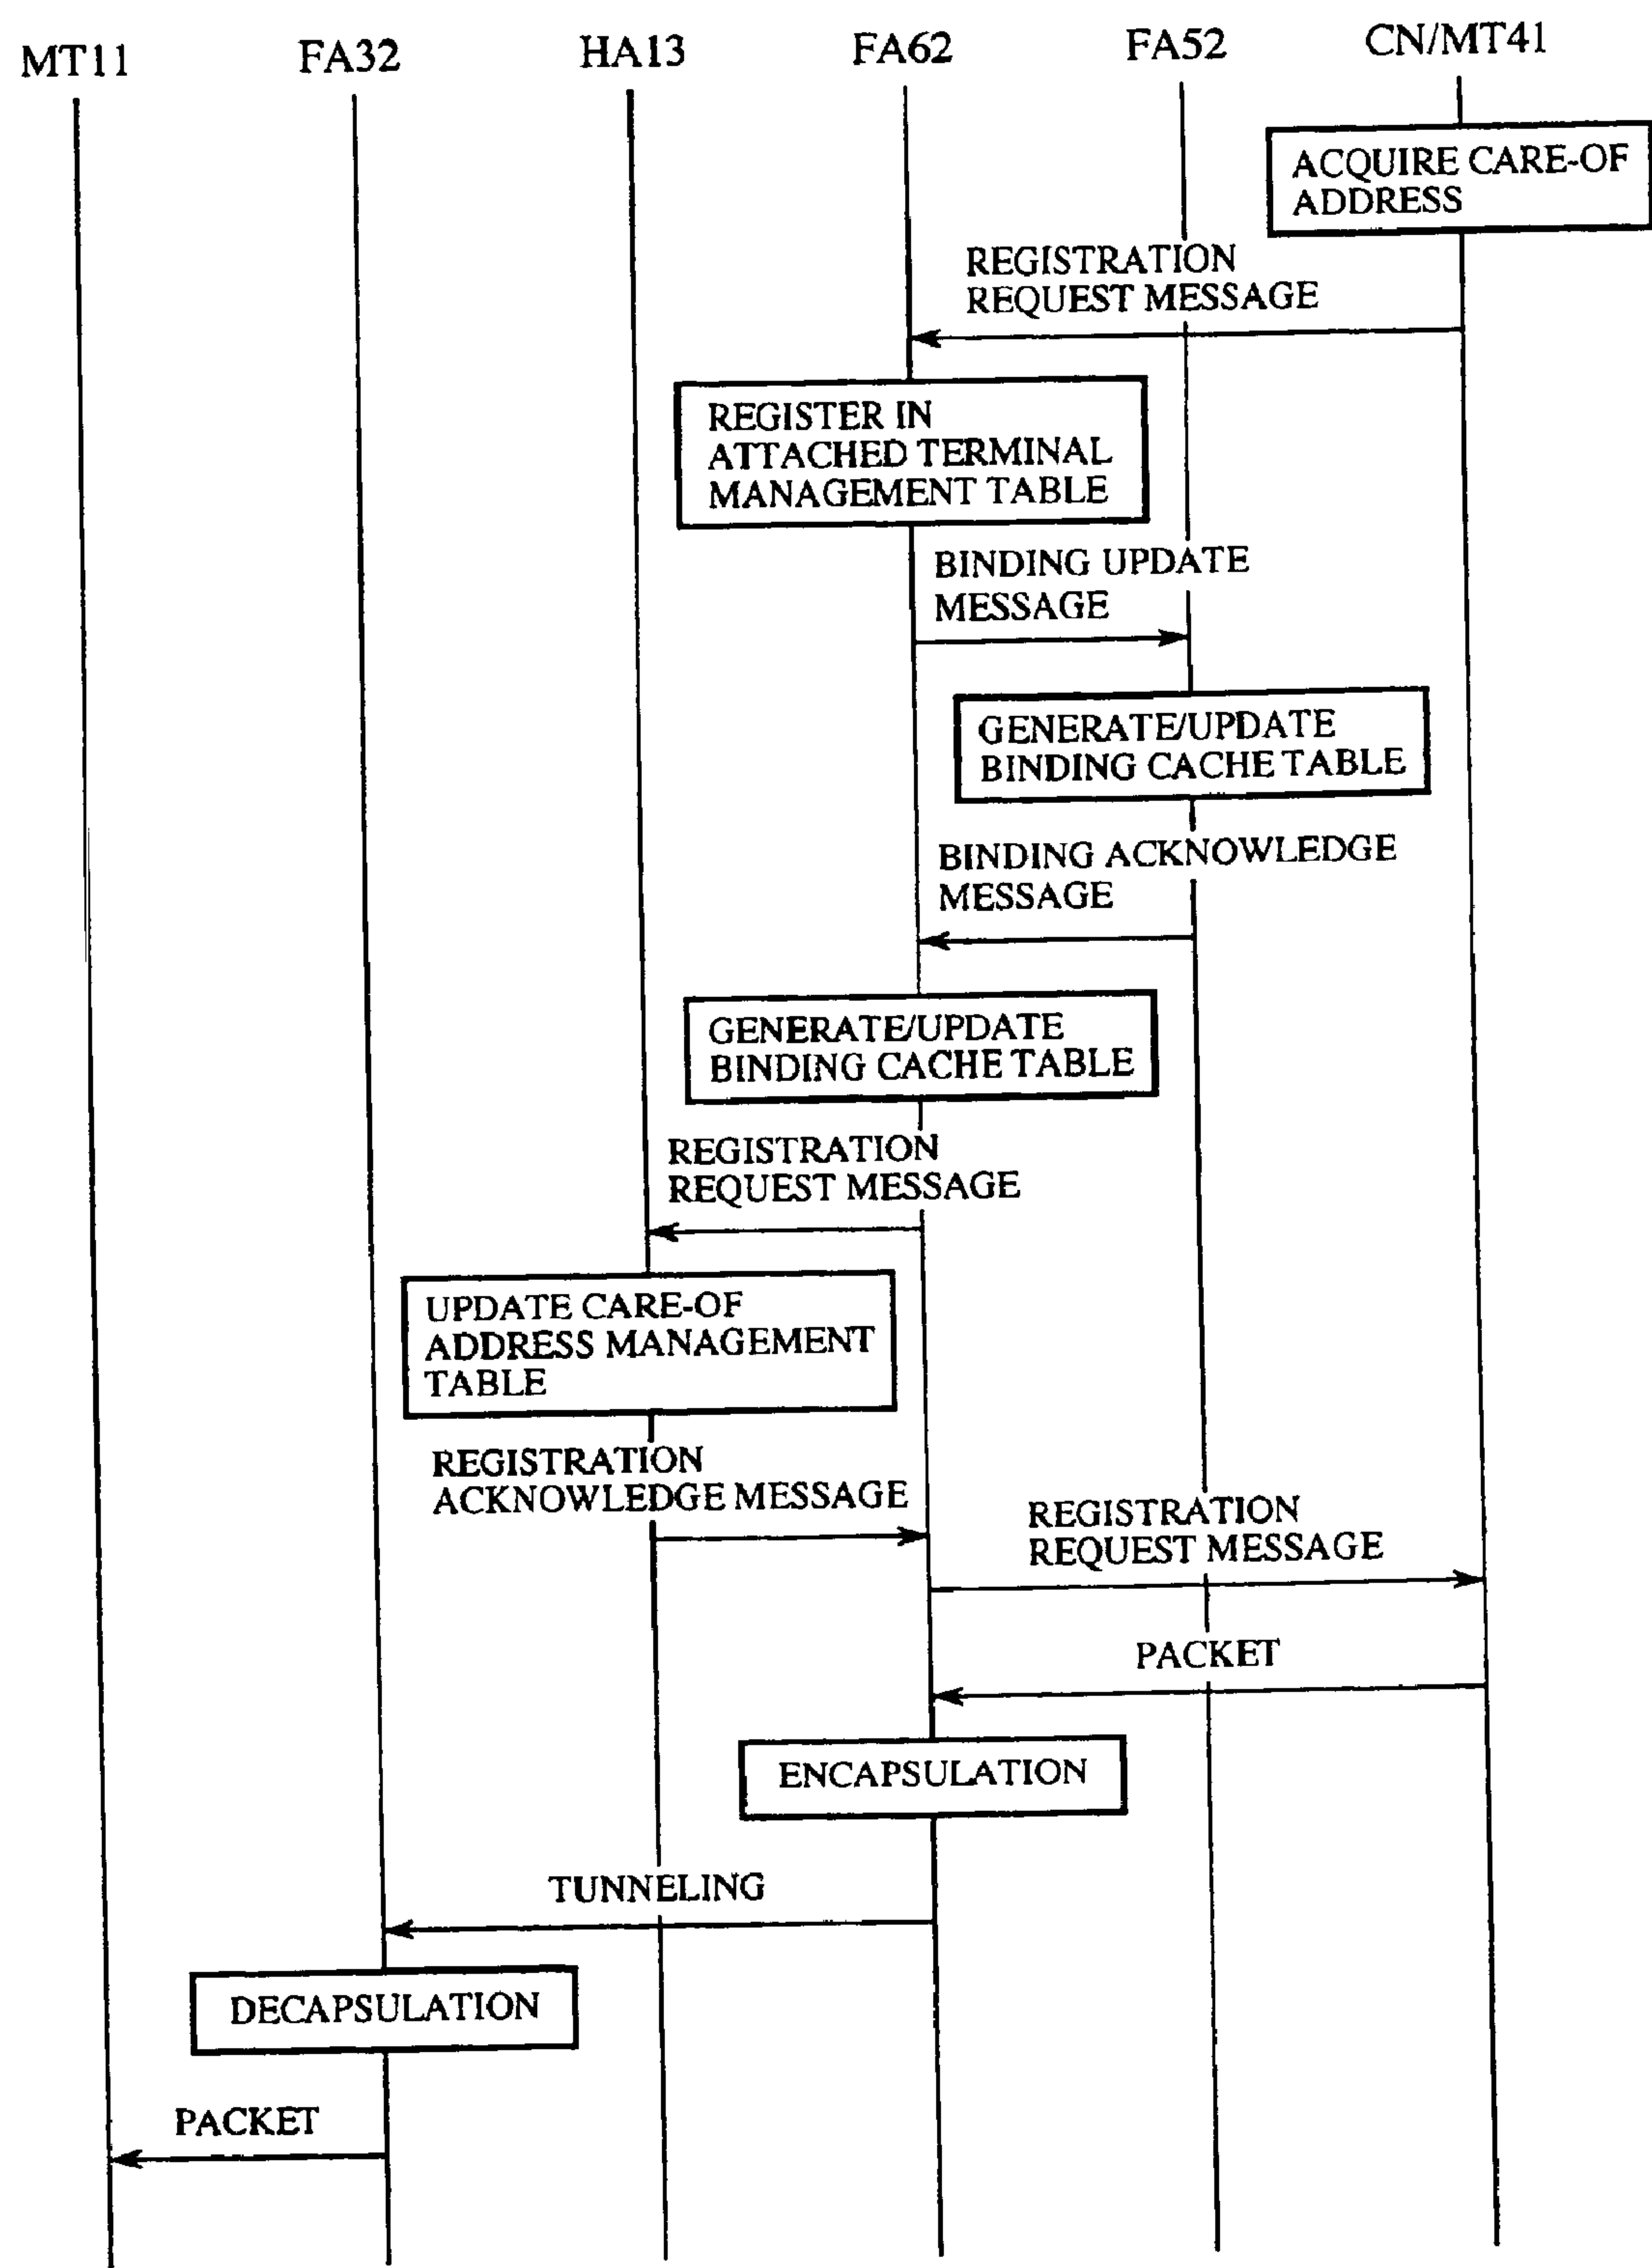 MT11 FA32 HA13 FA62 FA52 CN/MT41
ACQUIRE CARE-OF
ADDRESS
REGISTRATION
REQUEST MESSAGE
REGISTER IN
ATTACHED TERMINAL
MANAGEMENT TABLE
BINDING UPDATE
MESSAGE
GENERATE/UPDATE
BINDING CACHE TABLE
BINDING ACKNOWLEDGE
MESSAGE
GENERATE/UPDATE
BINDING CACHE TABLE
REGISTRATION
REQUEST MESSAGE
UPDATE CARE-OF
ADDRESS MANAGEMENT
TABLE
REGISTRATION
ACKNOWLEDGE MESSAGE
REGISTRATION
REQUEST MESSAGE
PACKET
ENCAPSULATION
TUNNELING
DECAPSULATION
PACKET